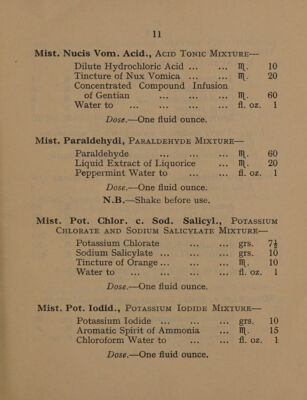 11
Mist. Nucis Vom. Acid., Acid Tonic Mixture—
Dilute Hydrochloric Acid ... ... ♏. 10
Tincture of Nux Vomica ... ... ♏. 20
Concentrated Compound Infusion
of Gentian ... ... ... ♏. 60
Water to ... ... ... ... fl. oz. 1
Dose.—One fluid ounce.
Mist. Paraldehydi, Paraldehyde Mixture—
Paraldehyde ... ... ... ♏. 60
Liquid Extract of Liquorice ... ♏. 20
Peppermint Water to ... ... fl. oz. 1
Dose.—One fluid ounce.
N.B.—Shake before use.
Mist. Pot. Chlor. c. Sod. Salicyl., Potassium
Chlorate and Sodium Salicylate Mixture—
Potassium Chlorate ... ... grs. 7½
Sodium Salicylate ... ... ... grs. 10
Tincture of Orange ... ... ... ♏. 10
Water to ... ... ... ... fl. oz. 1
Dose.—One fluid ounce.
Mist. Pot. Iodid., Potassium Iodide Mixture—
Potassium Iodide ... ... ... grs. 10
Aromatic Spirit of Ammonia ... ♏. 15
Chloroform Water to ... ... fl. oz. 1
Dose.—One fluid ounce.